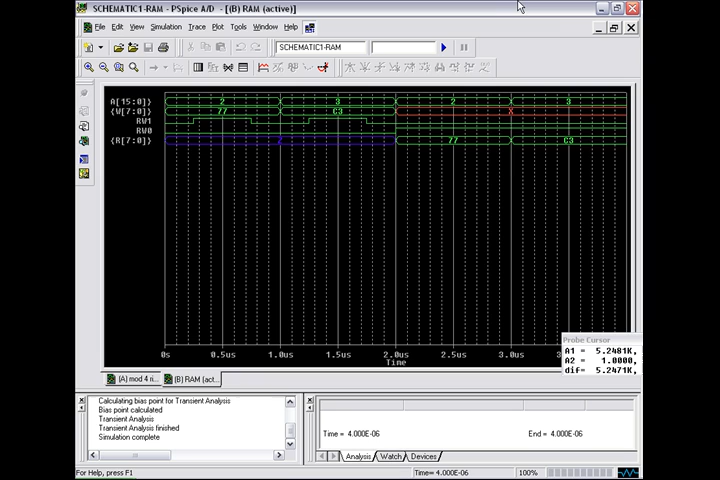 SCHEMATIC1-RAM - PSpice A/D - [(B) RAM (active)]
File Edit View Simulation Trace Plot Tools Window Help
SCHEMATIC1-RAM
A[15:0]} 2 3 2 3
{W[7:0]} 77 C3 X
RW1
RW0
{R[7:0]} Z 77 C3
0s 0.5us 1.0us 1.5us 2.0us 2.5us 3.0us
Time
Probe Cursor
A1 = 5.2481K,
A2 = 1.0000,
dif= 5.2471K,
(A) mod 4 ri... (B) RAM (act...
Calculating bias point for Transient Analysis
Bias point calculated
Transient Analysis
Transient Analysis finished
Simulation complete
Time = 4.000E-06 End = 4.000E-06
Analysis Watch Devices
For Help, press F1 Time= 4.000E-06 100%